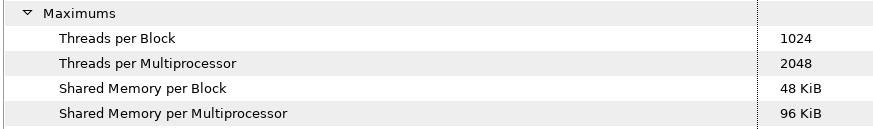 Maximums
Threads per Block 1024
Threads per Multiprocessor 2048
Shared Memory per Block 48 KiB
Shared Memory per Multiprocessor 96 KiB